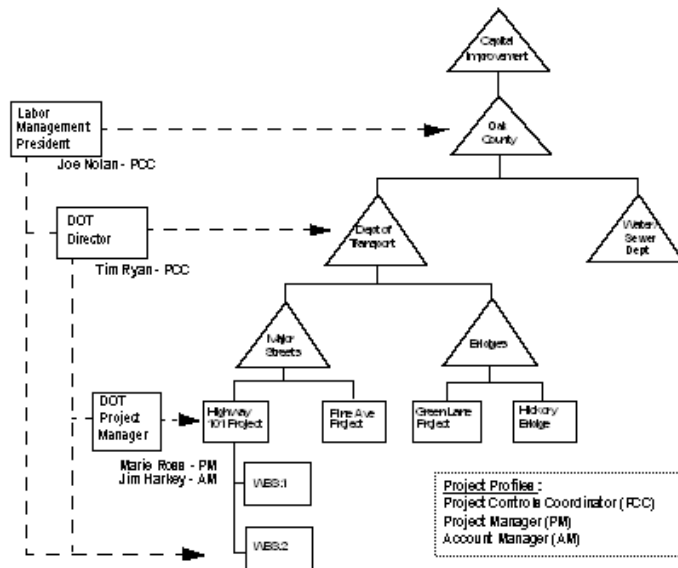 Capital
Improvement
Labor
Management
President
Oak
County
Joe Nolan - PCC
DOT
Director
Dept of
Transport
Water/
Sewer
Dept
Tim Ryan - PCC
Major
Streets
Bridges
DOT
Project
Manager
Highway
101 Project
Pine Ave
Project
Green Lane
Project
Hickory
Bridge
Marie Ross - PM
Jim Harkey - AM
WBS:1
WBS:2
Project Profiles:
Project Controls Coordinator (PCC)
Project Manager (PM)
Account Manager (AM)